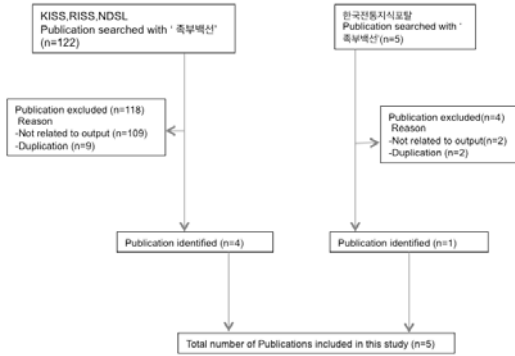 KISS,RISS,NDSL
Publication searched with ‘ 족부백선’
(n=122)
한국전통지식포탈
Publication searched with ‘
족부백선’(n=5)
Publication excluded (n=118)
Reason
-Not related to output (n=109)
-Duplication (n=9)
Publication excluded(n=4)
Reason
-Not related to output(n=2)
-Duplication (n=2)
Publication identified (n=4)
Publication identified (n=1)
Total number of Publications included in this study (n=5)